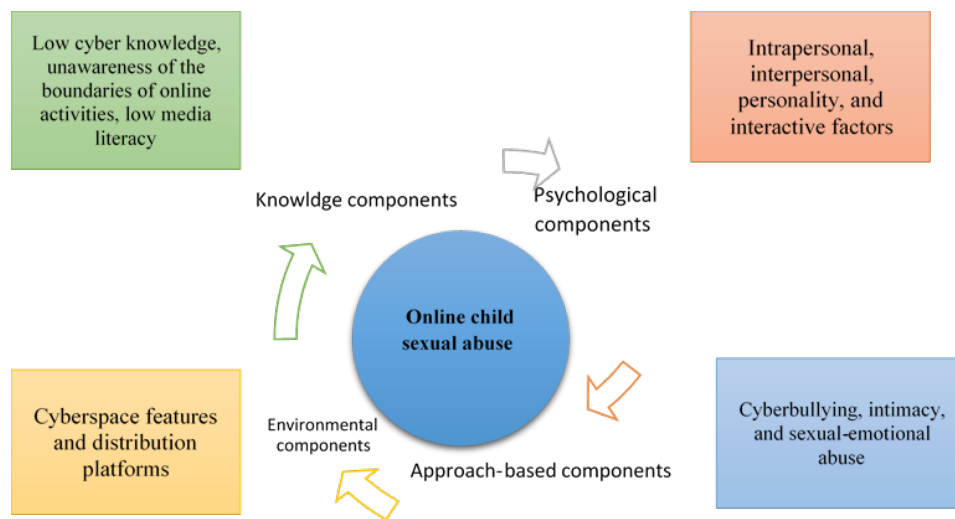 Low cyber knowledge,
unawareness of the
boundaries of online
activities, low media
literacy
Intrapersonal,
interpersonal,
personality, and
interactive factors
Knowldge components
Psychological
components
Online child
sexual abuse
Cyberspace features
and distribution
platforms
Environmental
components
Approach-based components
Cyberbullying, intimacy,
and sexual-emotional
abuse